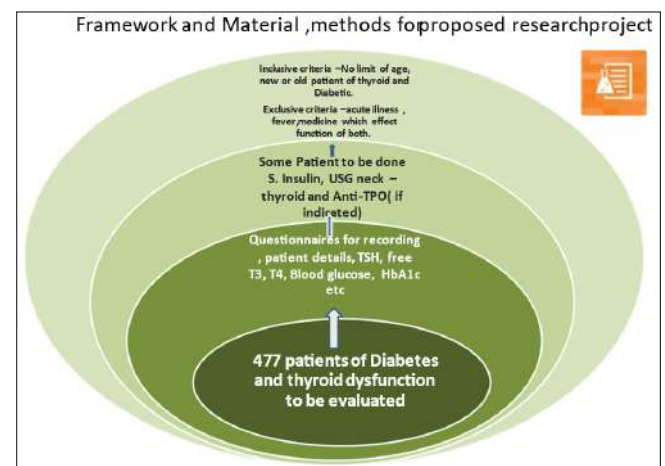 Framework and Material ,methods forproposed researchproject
Inclusive criteria –No limit of age,
new or old patient of thyroid and
Diabetic.
Exclusive criteria –acute illness ,
fever,medicine which effect
function of both.
Some Patient to be done
S. Insulin, USG neck –
thyroid and Anti-TPO( if
indicated)
Questionnaires for recording
, patient details, TSH, free
T3, T4, Blood glucose, HbA1c
etc
477 patients of Diabetes
and thyroid dysfunction
to be evaluated